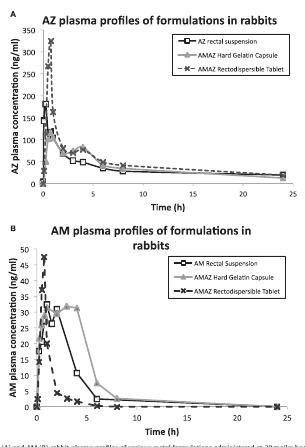 A
AZ plasma profiles of formulations in rabbits
AZ plasma concentration (ng/ml)
350
300
250
200
150
100
50
0
AZ rectal suspension
AMAZ Hard Gelatin Capsule
AMAZ Rectodispersible Tablet
0 5 10 15 20 25
Time (h)
B
AM plasma profiles of formulations in
rabbits
AM plasma concentration (ng/ml)
50
45
40
35
30
25
20
15
10
5
0
AM Rectal Suspension
AMAZ Hard Gelatin Capsule
AMAZ Rectodispersible Tablet
0 5 10 15 20 25
Time (h)